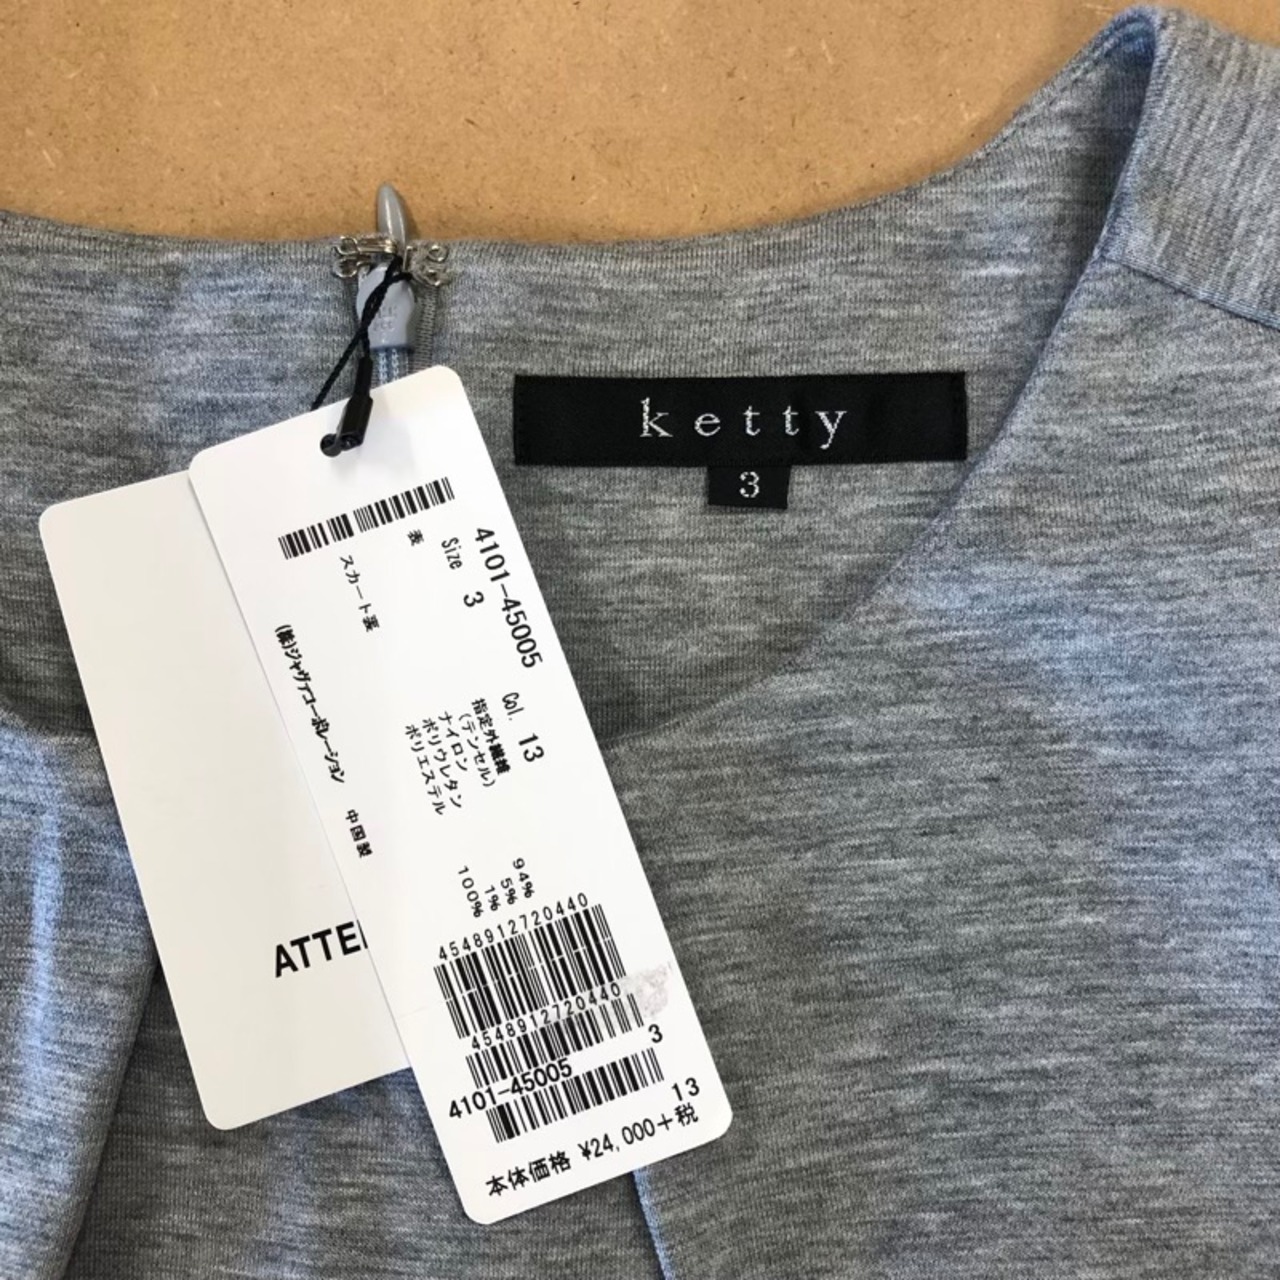 ketty
3
4101-45005 Col. 13
Size 3
表
指定外繊維
(テンセル) 94%
ナイロン 5%
ポリウレタン 1%
スカート裏
ポリエステル 100%
(株)ジャヴァコーポレーション 中国製
4548912720440
4548912720440
3
4101-45005
13
本体価格 ¥24,000+税
ATTE